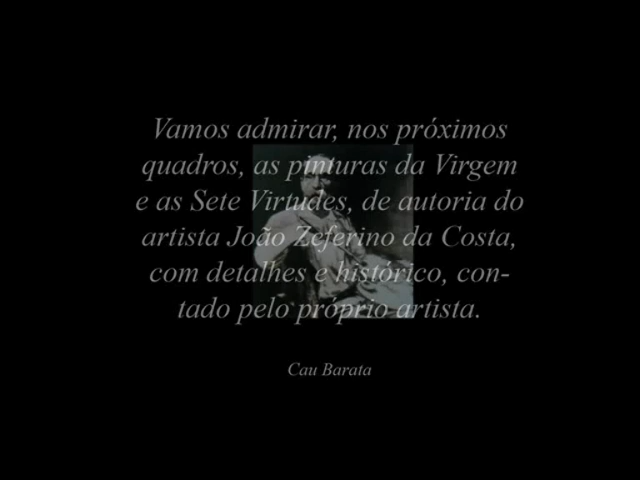 Vamos admirar, nos próximos
quadros, as pinturas da Virgem
e as Sete Virtudes, de autoria do
artista João Zeferino da Costa,
com detalhes e histórico, con-
tado pelo próprio artista.
Cau Barata